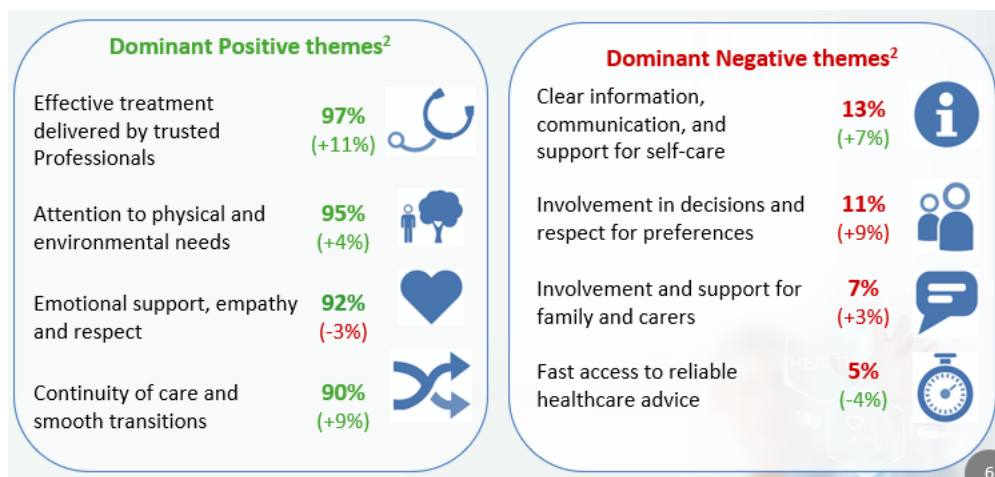 Dominant Positive themes²
Effective treatment
delivered by trusted
Professionals
97%
(+11%)
Attention to physical and
environmental needs
95%
(+4%)
Emotional support, empathy
and respect
92%
(-3%)
Continuity of care and
smooth transitions
90%
(+9%)
Dominant Negative themes²
Clear information,
communication, and
support for self-care
13%
(+7%)
Involvement in decisions and
respect for preferences
11%
(+9%)
Involvement and support for
family and carers
7%
(+3%)
Fast access to reliable
healthcare advice
5%
(-4%)
6